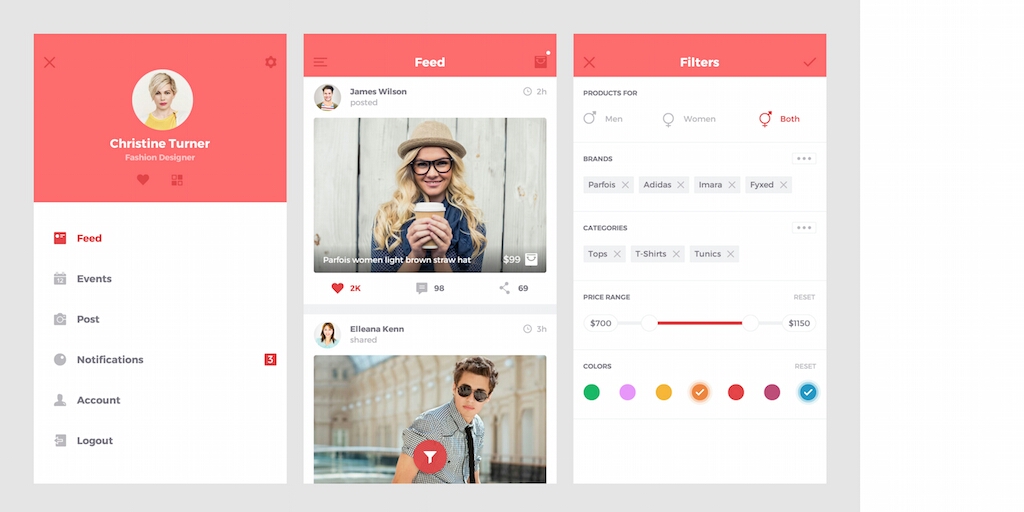 Christine Turner
Fashion Designer
Feed
Events
12
Post
Notifications
3
Account
Logout
Feed
James Wilson
posted
2h
Parfois women light brown straw hat
$99
2K
98
69
Elleana Kenn
shared
3h
Filters
PRODUCTS FOR
Men
Women
Both
BRANDS
Parfois
Adidas
Imara
Fyxed
CATEGORIES
Tops
T-Shirts
Tunics
PRICE RANGE
RESET
$700
$1150
COLORS
RESET